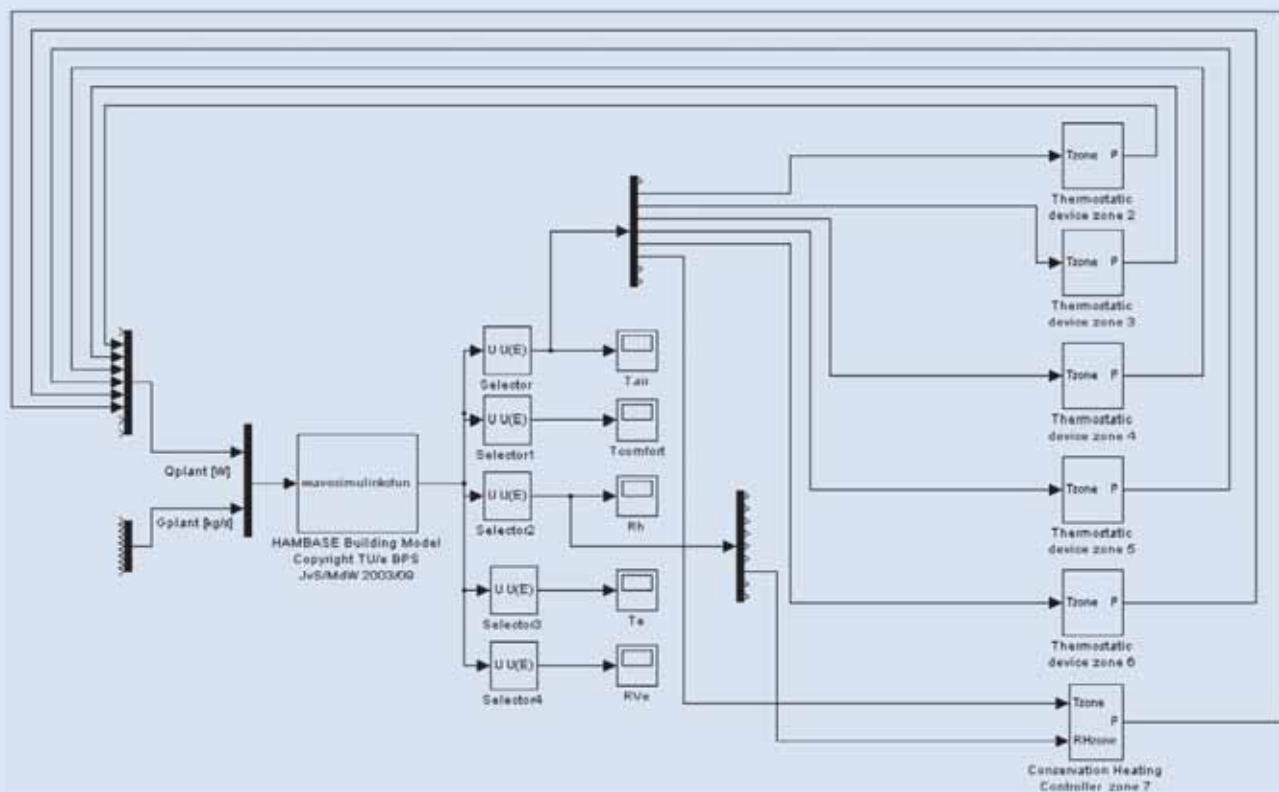 Tzone P
Thermostatic
device zone 2
Tzone P
Thermostatic
device zone 3
Tzone P
Thermostatic
device zone 4
Tzone P
Thermostatic
device zone 5
Tzone P
Thermostatic
device zone 6
Tzone
P
RHzone
Conservation Heating
Controller zone 7
U U(E)
Selector
U U(E)
Selector1
Tcomfort
U U(E)
Selector2
Rh
U U(E)
Selector3
Te
U U(E)
Selector4
RVe
Qplant [W]
Gplant [kg/s]
HAMBASE Building Model
Copyright TU/e BPS
JvS/MdW 2003/09